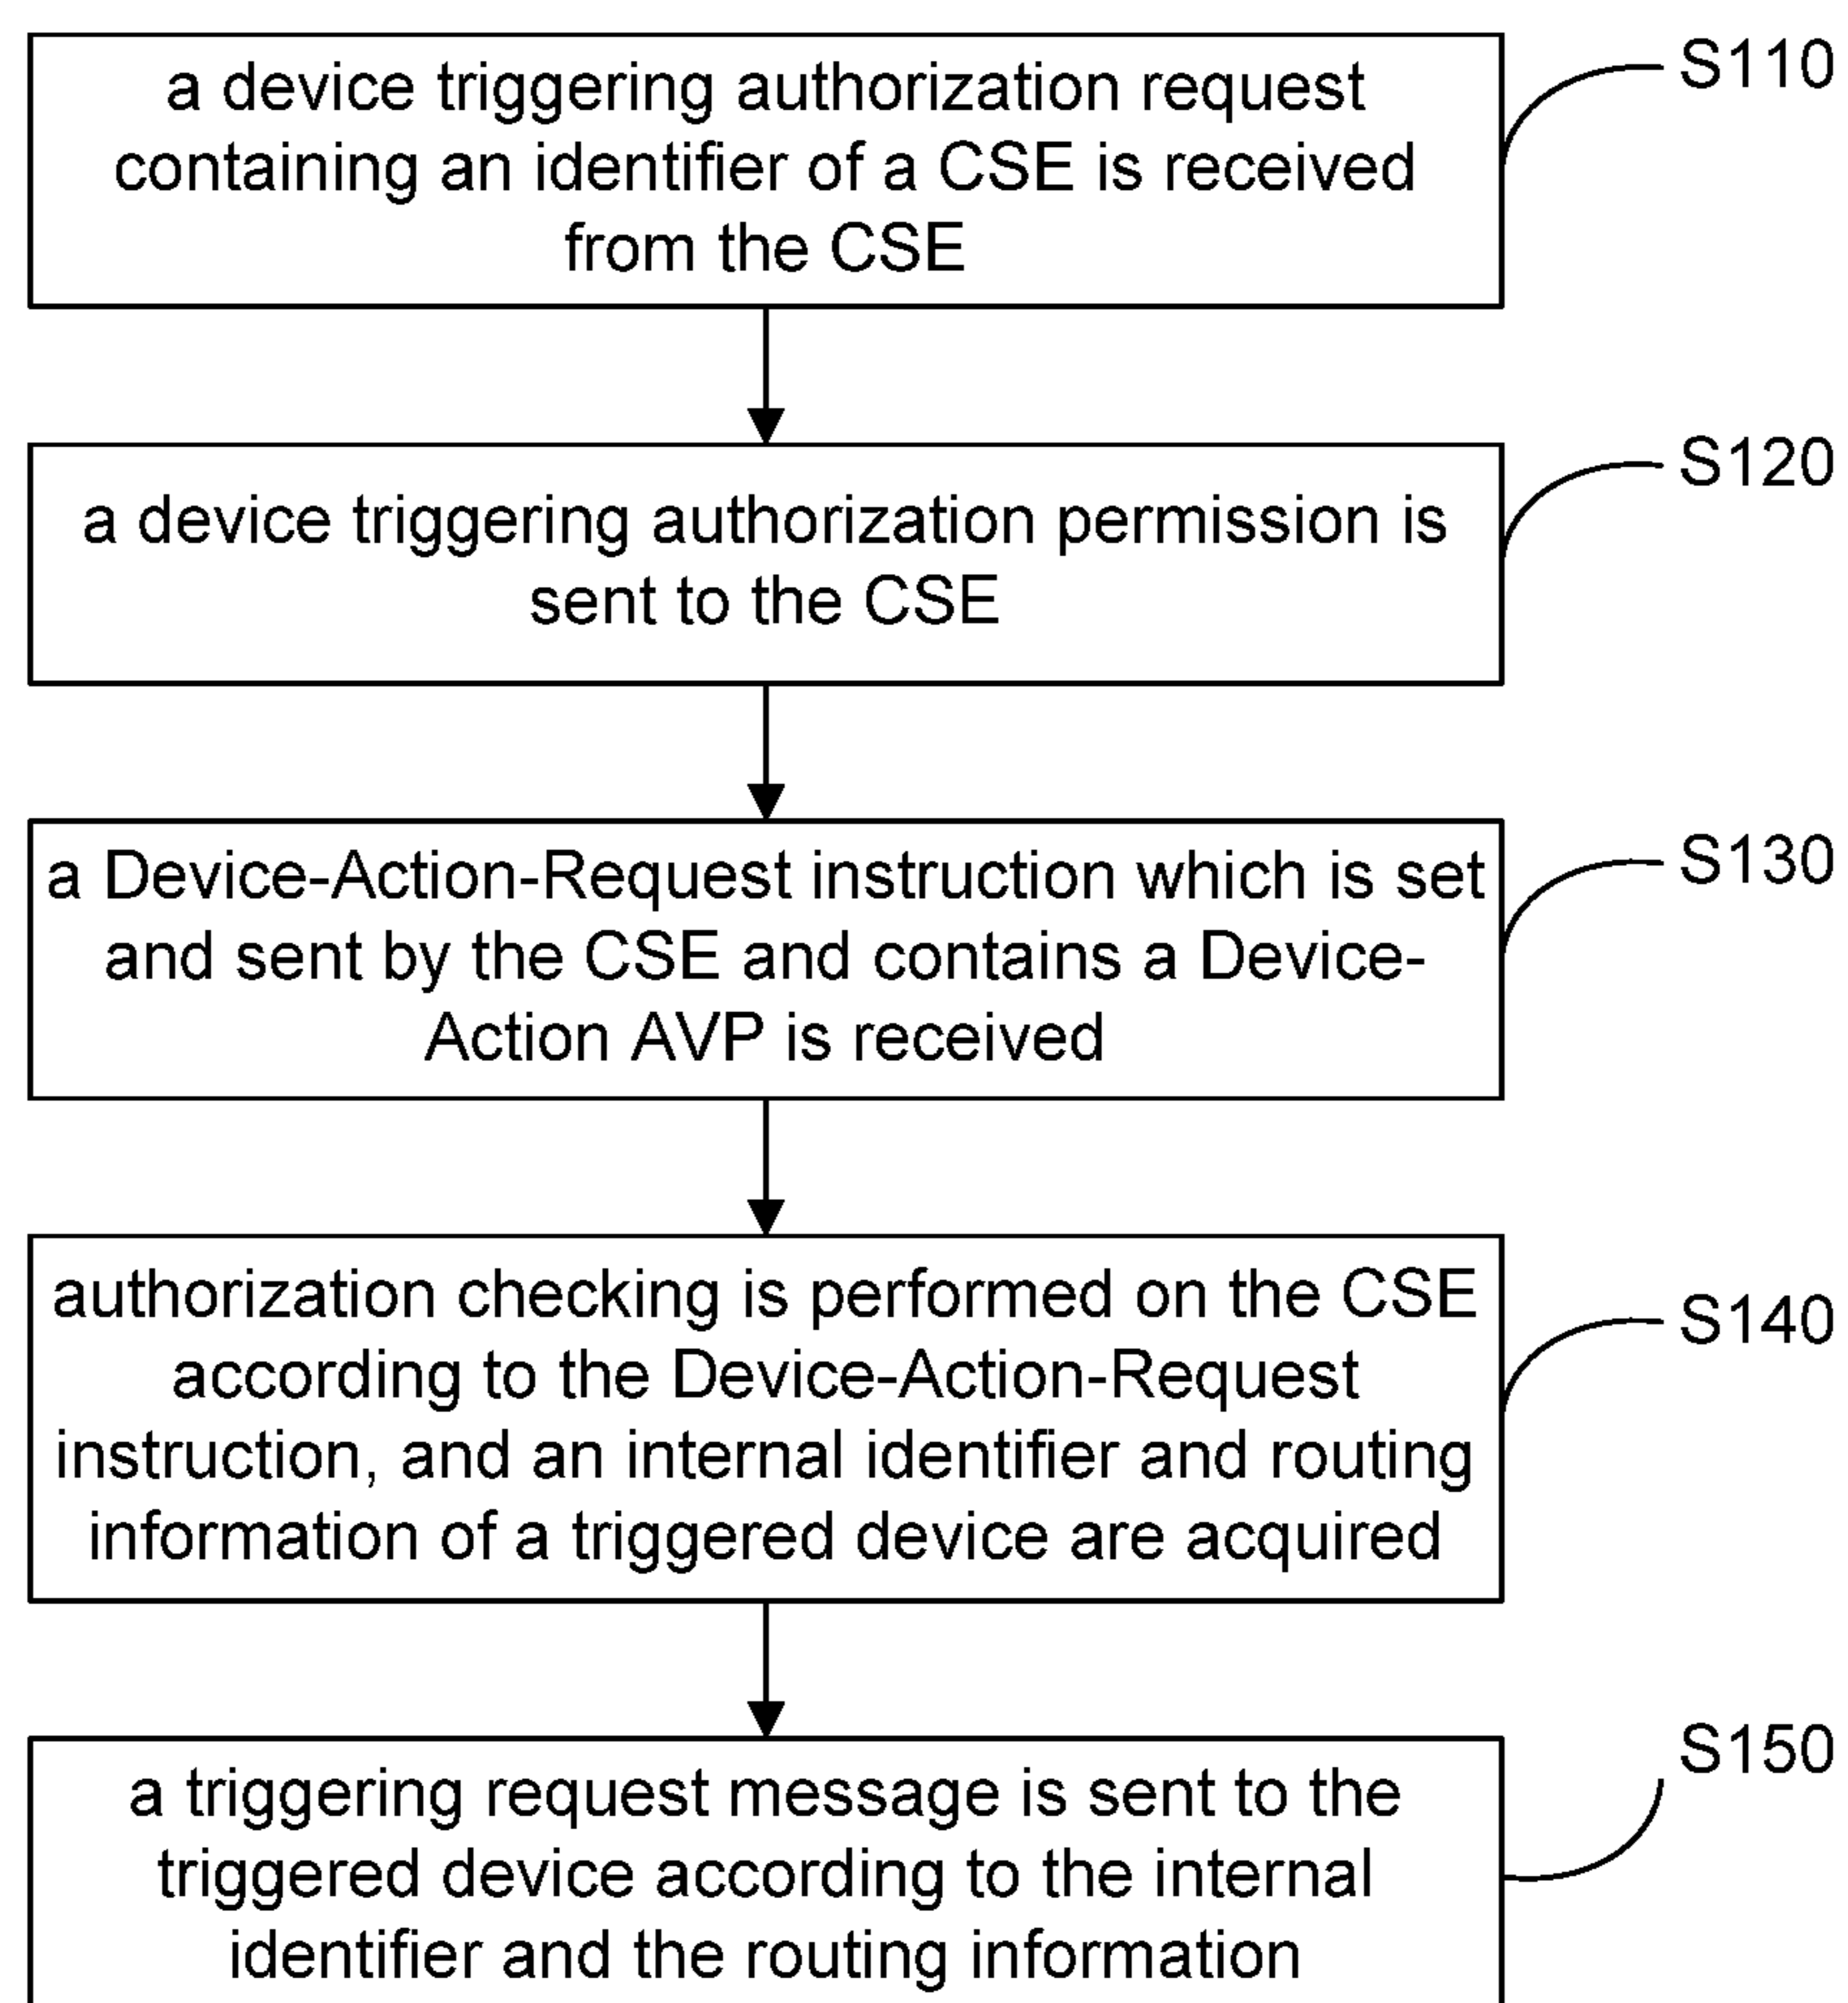 a device triggering authorization request
containing an identifier of a CSE is received
from the CSE
S110
a device triggering authorization permission is
sent to the CSE
S120
a Device-Action-Request instruction which is set
and sent by the CSE and contains a Device-
Action AVP is received
S130
authorization checking is performed on the CSE
according to the Device-Action-Request
instruction, and an internal identifier and routing
information of a triggered device are acquired
S140
a triggering request message is sent to the
triggered device according to the internal
identifier and the routing information
S150